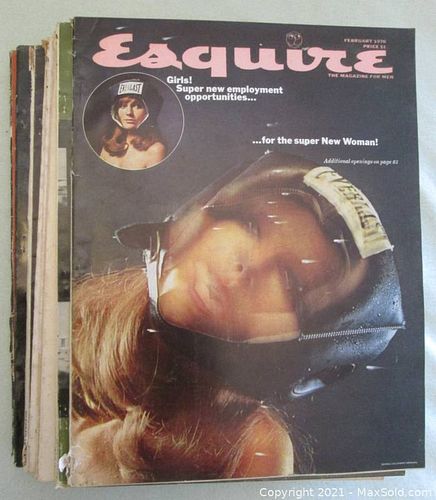 FEBRUARY 1970
PRICE $1
Esquire
THE MAGAZINE FOR MEN
Girls!
Super new employment
opportunities...
EVERLAST
...for the super New Woman!
Additional openings on page 61
EVERLAST
Copyright 2021 - MaxSold.com